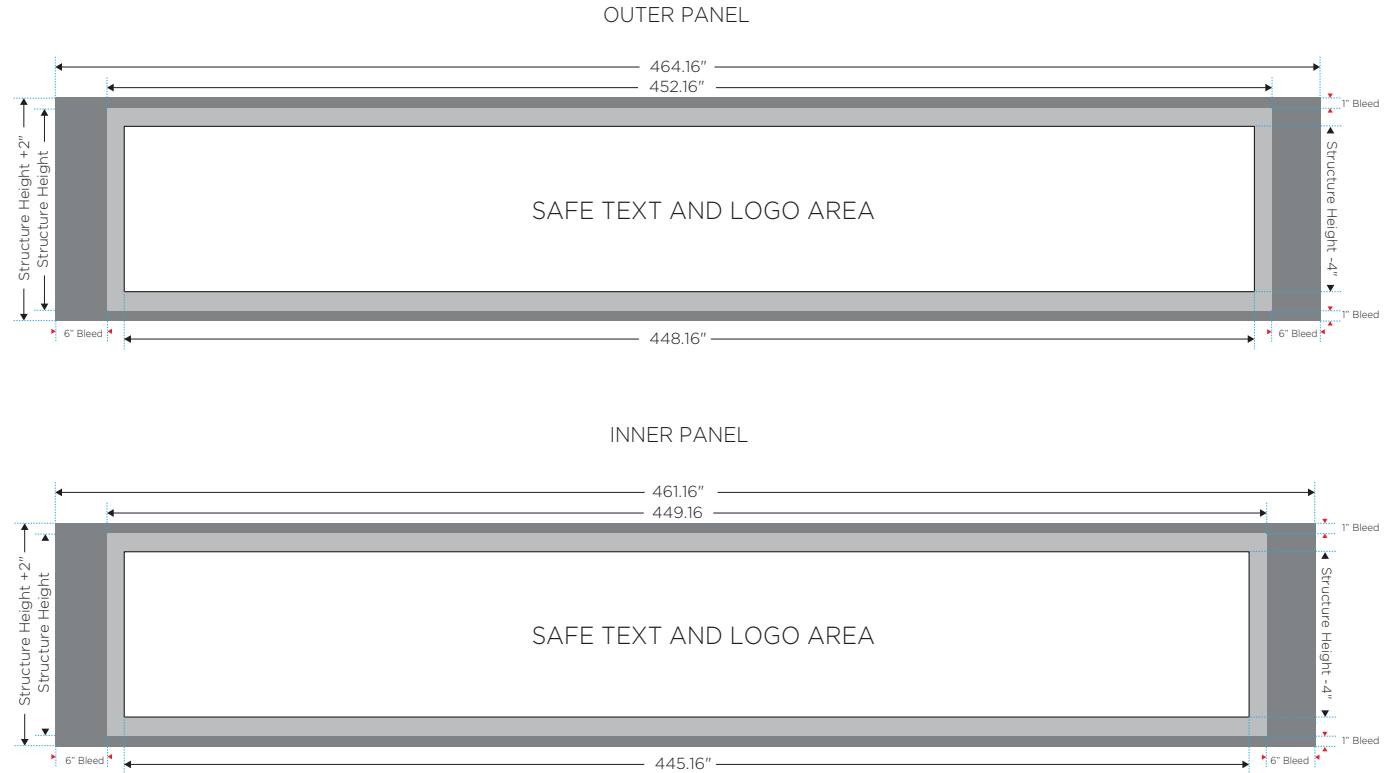 OUTER PANEL
464.16"
452.16"
1" Bleed
Structure Height +2"
Structure Height
SAFE TEXT AND LOGO AREA
Structure Height -4"
1" Bleed
6" Bleed
448.16"
6" Bleed
INNER PANEL
461.16"
449.16
1" Bleed
Structure Height +2"
Structure Height
SAFE TEXT AND LOGO AREA
Structure Height -4"
1" Bleed
6" Bleed
445.16"
6" Bleed